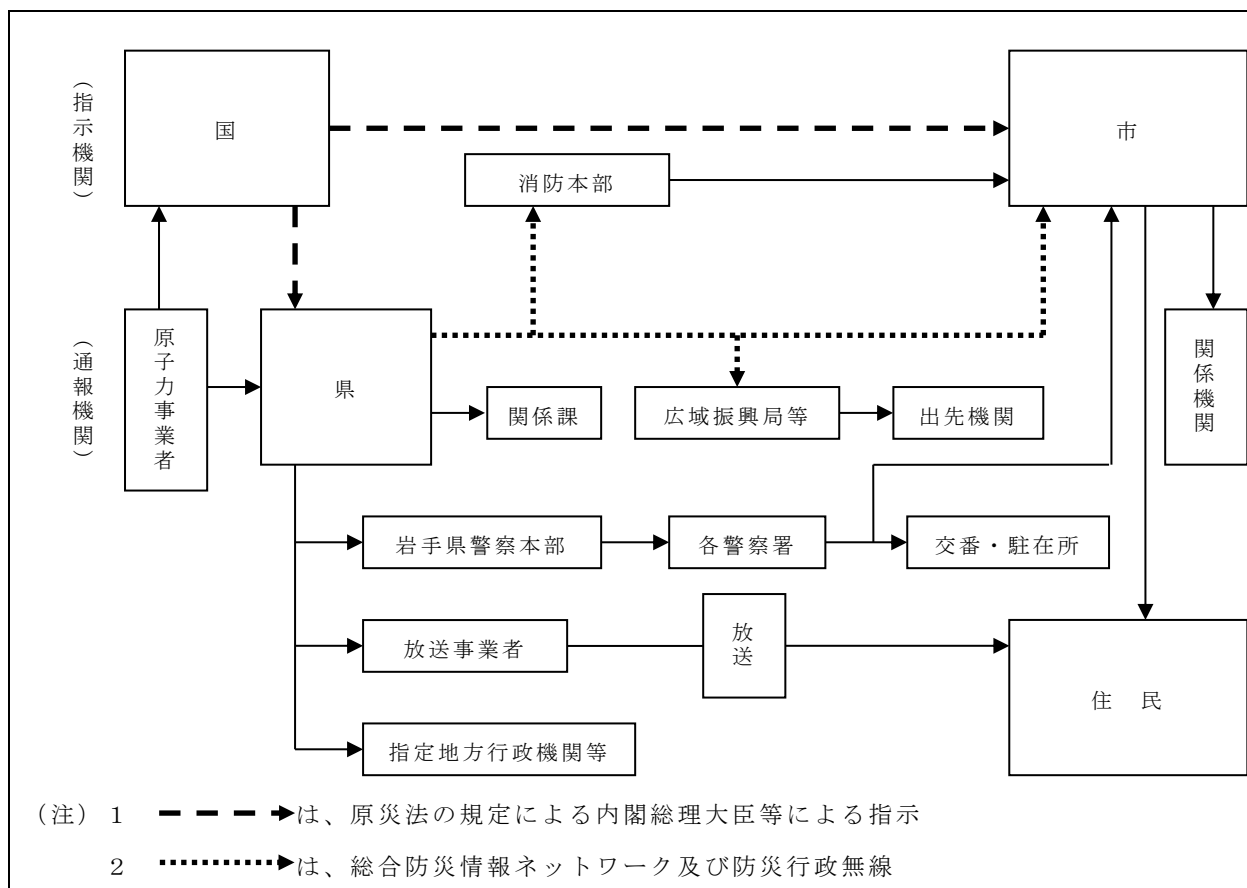 （指示機関）
国
市
消防本部
（通報機関）
原子力事業者
県
関係機関
関係課
広域振興局等
出先機関
岩手県警察本部
各警察署
交番・駐在所
放送事業者
放送
住　民
指定地方行政機関等
（注）1　は、原災法の規定による内閣総理大臣等による指示
2　は、総合防災情報ネットワーク及び防災行政無線